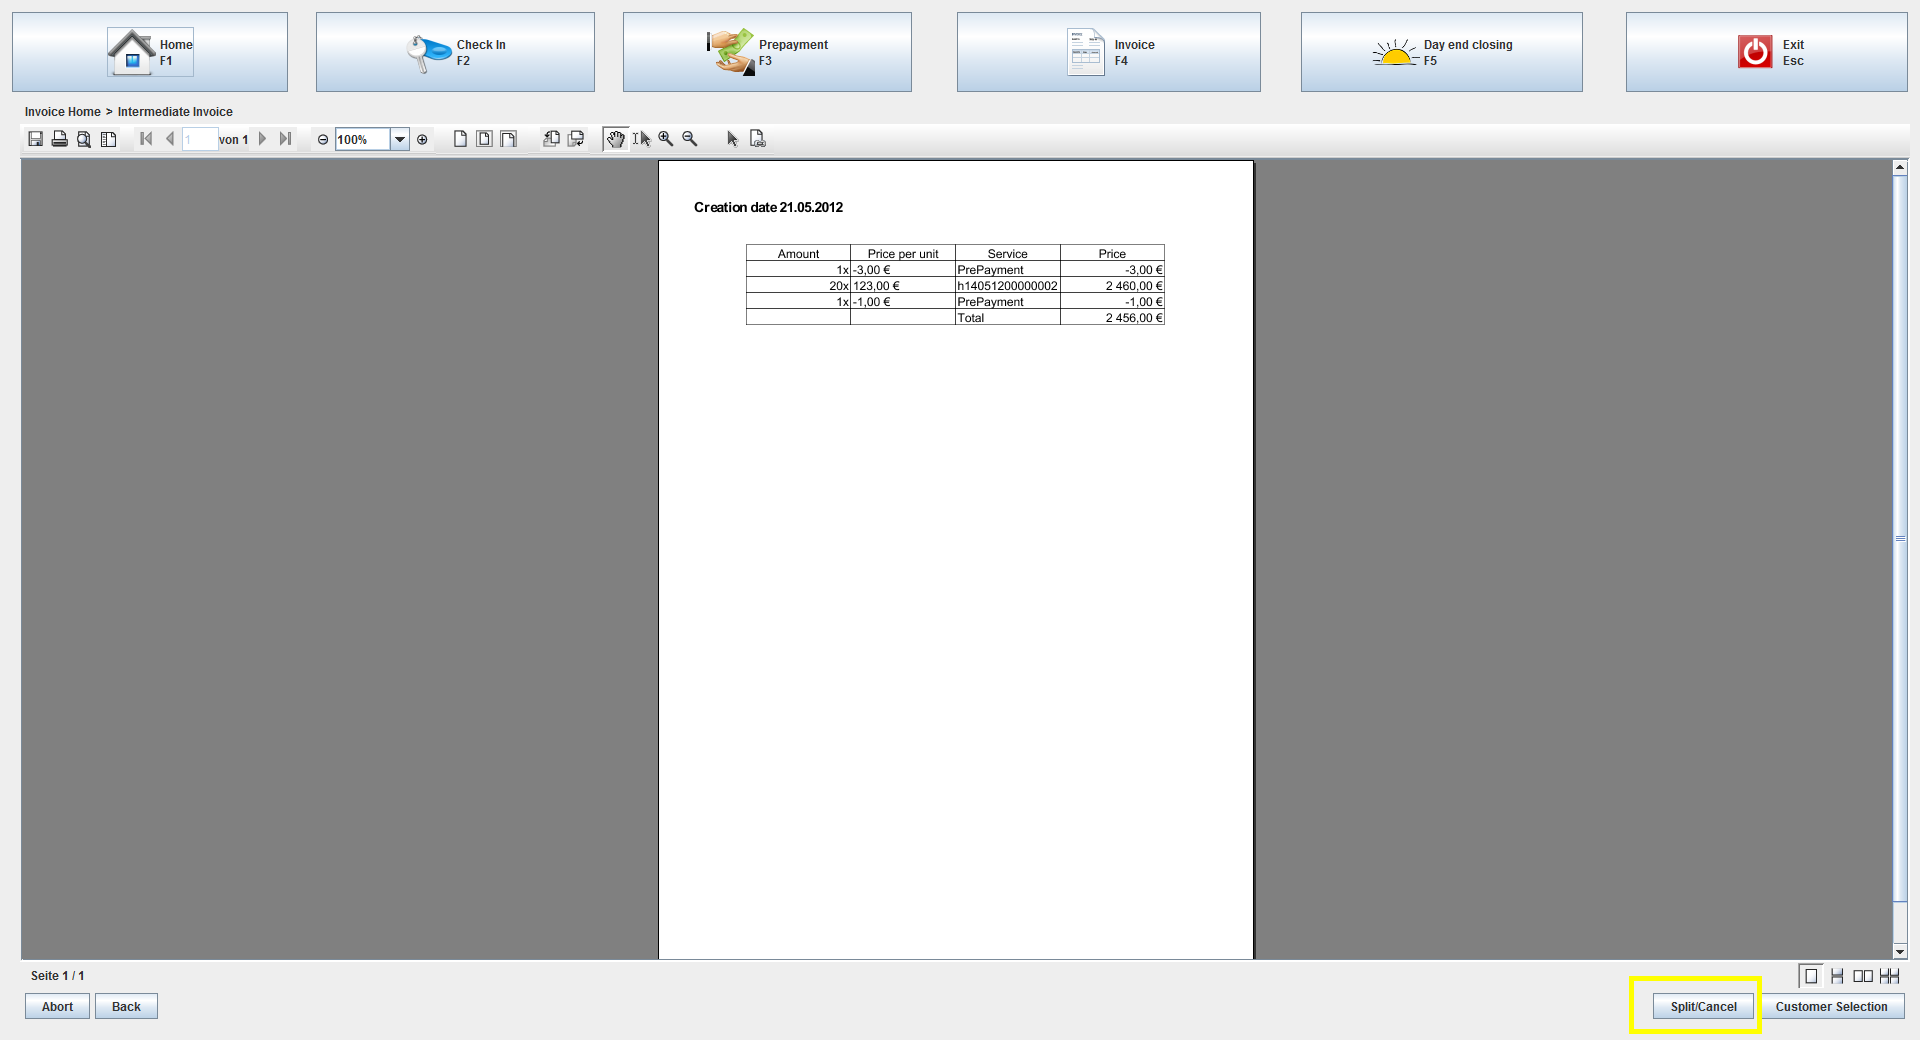 Home
F1
Check In
F2
Prepayment
F3
Invoice
F4
Day end closing
F5
Exit
Esc
Invoice Home > Intermediate Invoice
1 von 1 100%
Creation date 21.05.2012
Amount Price per unit Service Price
1x -3,00 € PrePayment -3,00 €
20x 123,00 € h14051200000002 2 460,00 €
1x -1,00 € PrePayment -1,00 €
Total 2 456,00 €
Seite 1 / 1
Abort Back Split/Cancel Customer Selection